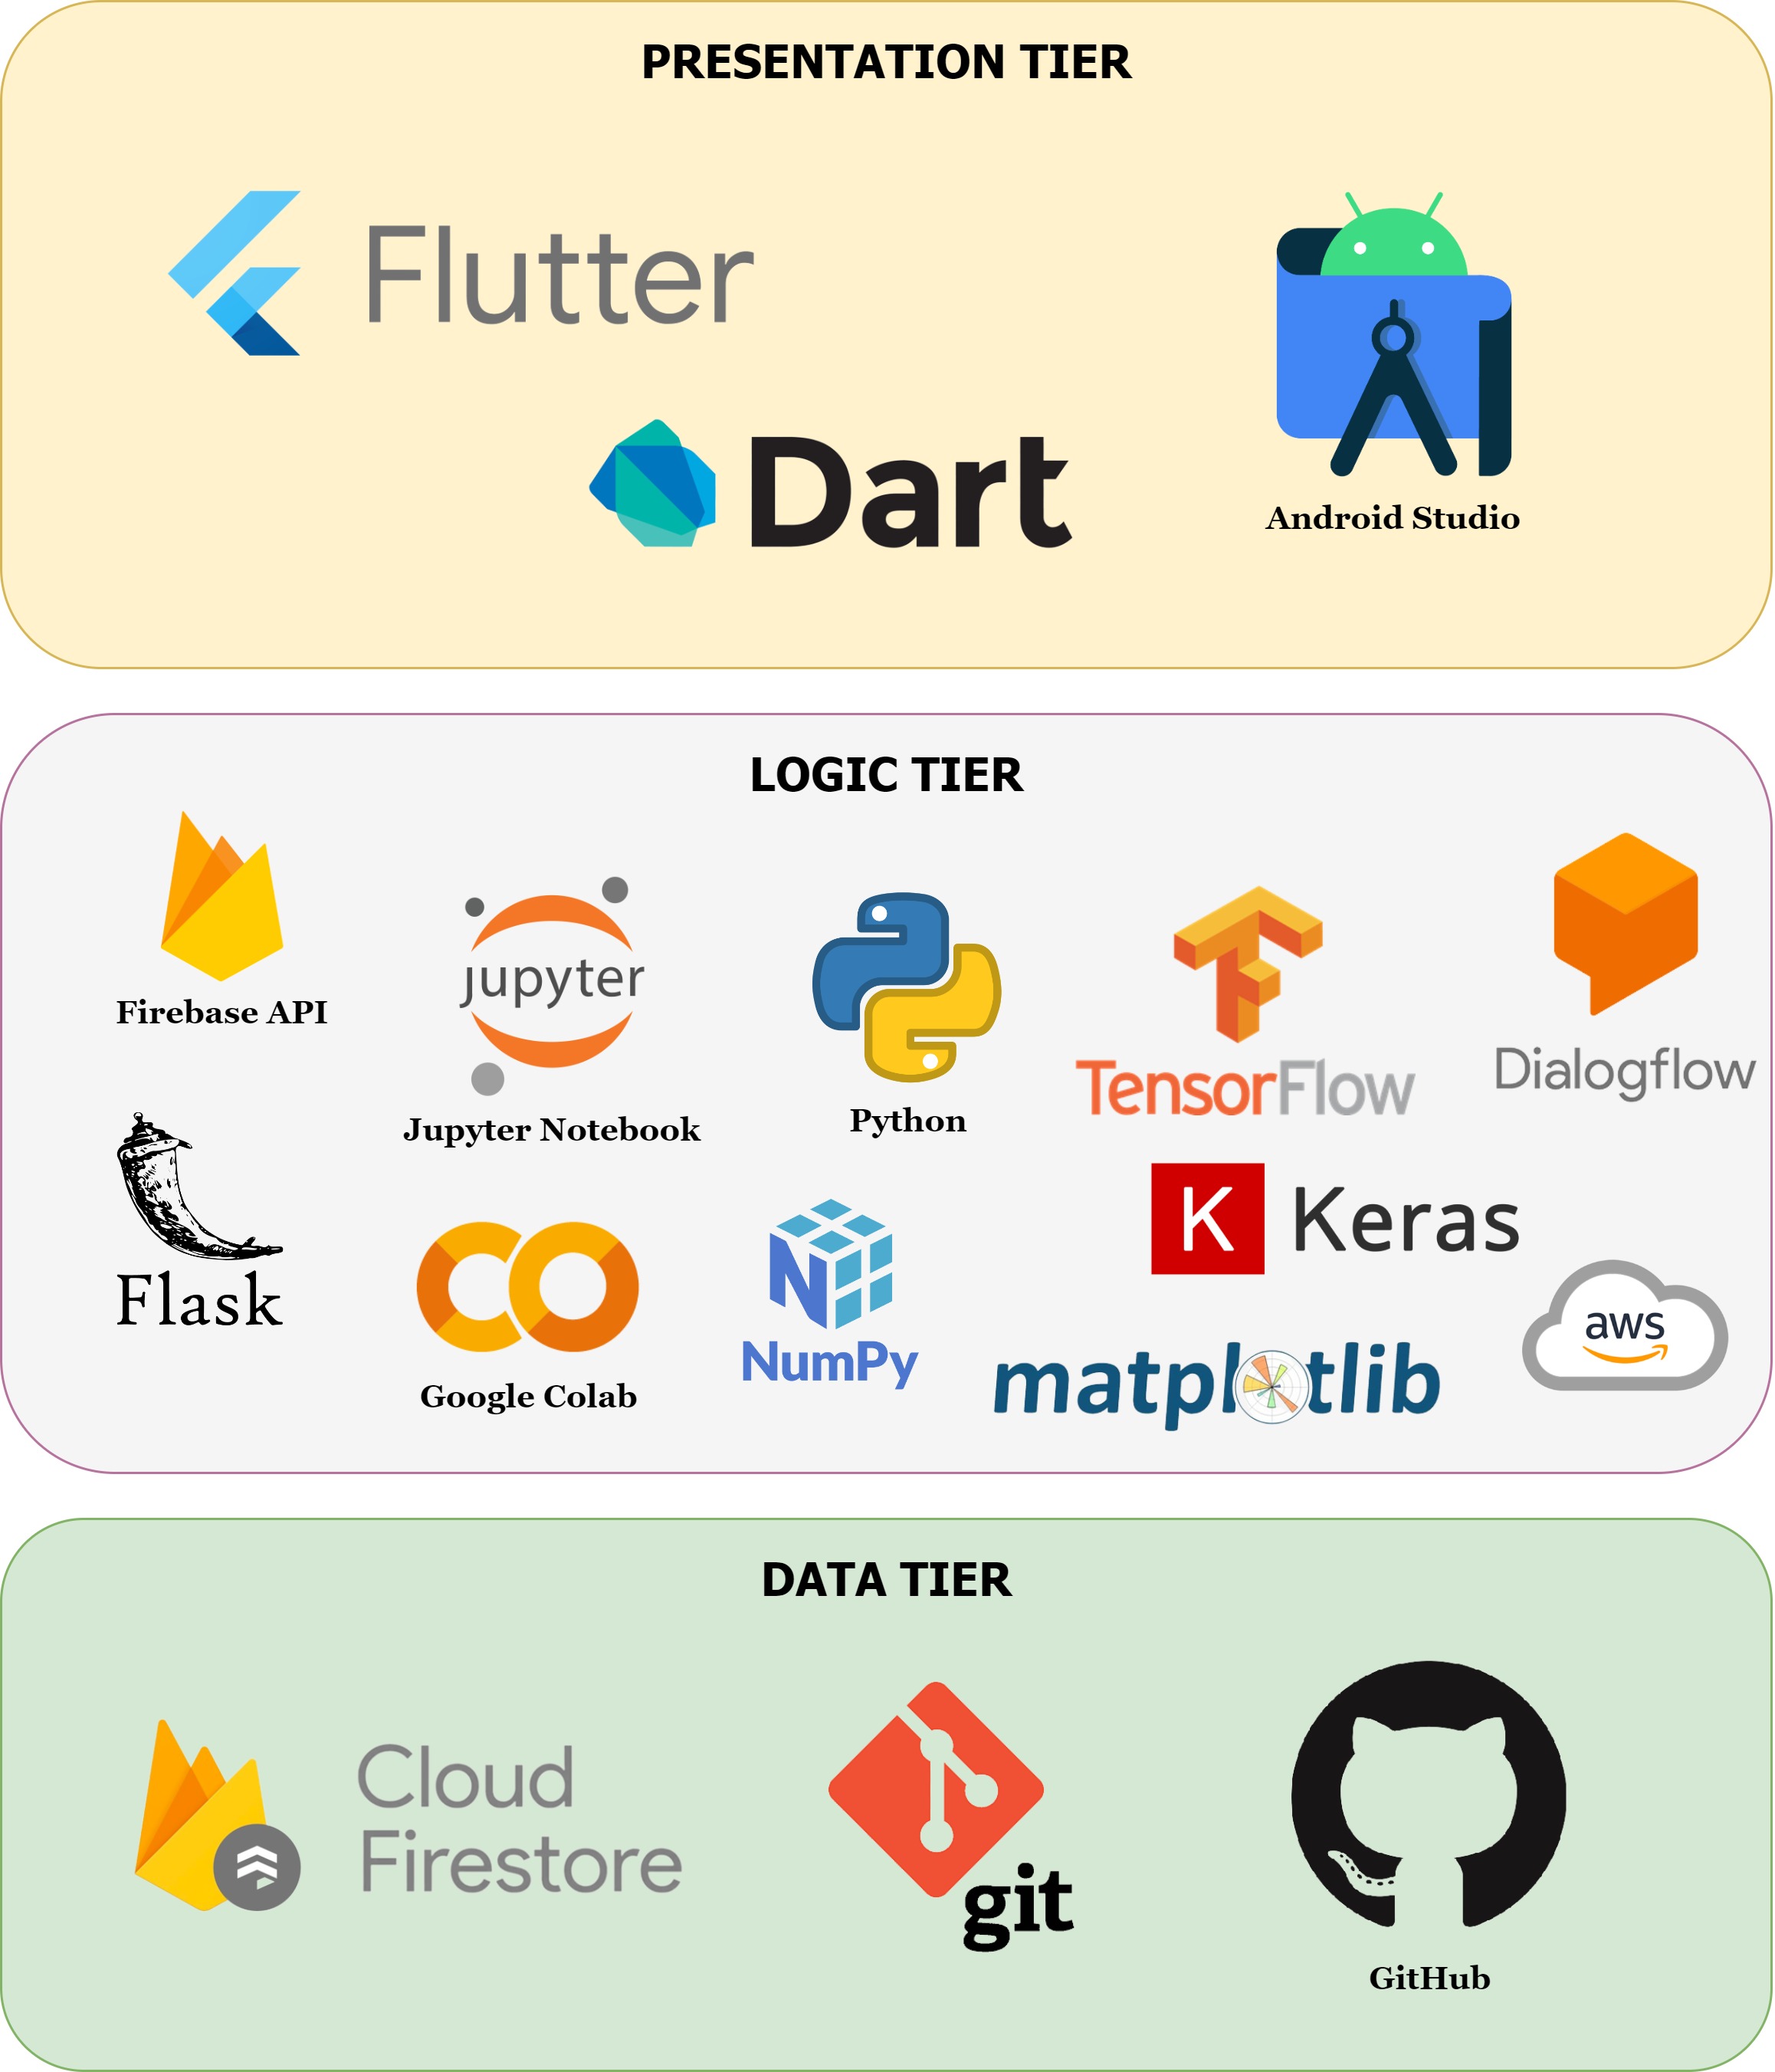 PRESENTATION TIER
Flutter
Dart
Android Studio
LOGIC TIER
Firebase API
jupyter
Jupyter Notebook
Python
TensorFlow
Dialogflow
Flask
Google Colab
N
NumPy
K Keras
matplotlib
aws
DATA TIER
Cloud
Firestore
git
GitHub